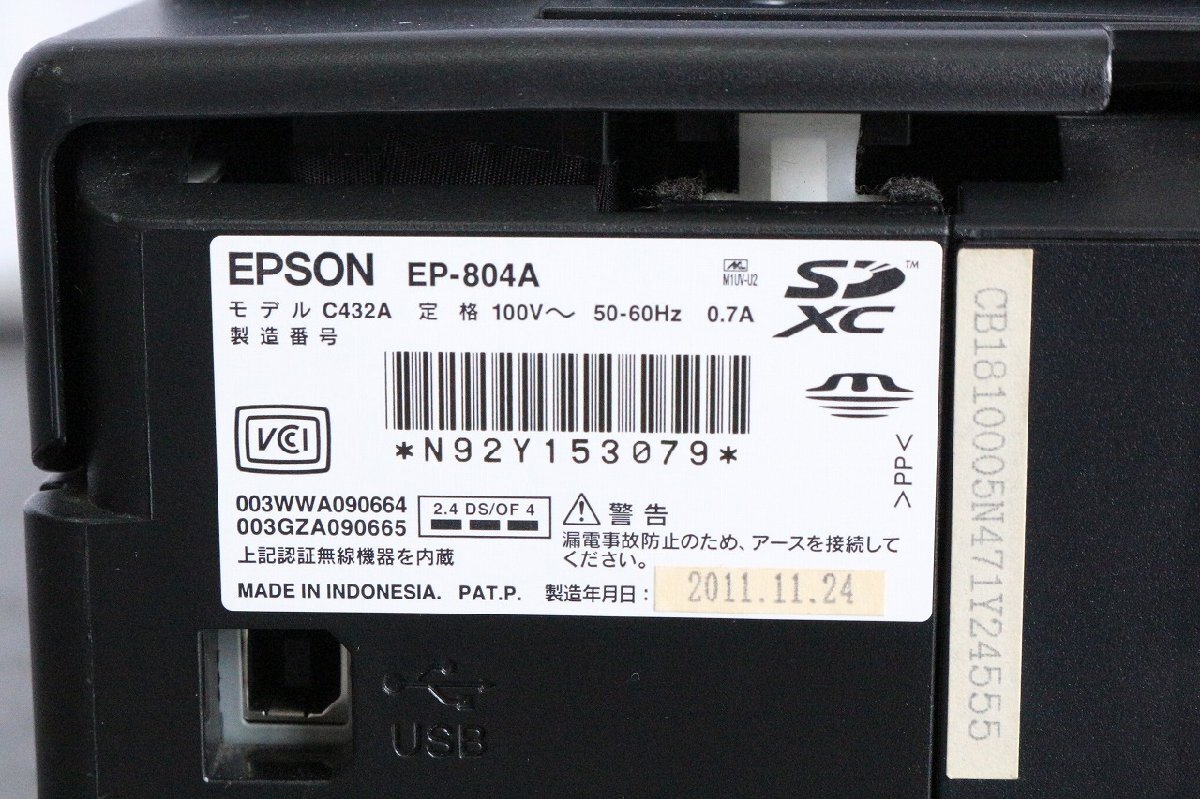 EPSON EP-804A
M1UV-U2
SD XC ™
モデル C432A 定格 100V～ 50-60Hz 0.7A
製造番号
*N92Y153079*
VCI
>PP<
003WWA090664
003GZA090665
2.4 DS/OF 4
上記認証無線機器を内蔵
警告
漏電事故防止のため、アースを接続して
ください。
MADE IN INDONESIA. PAT.P. 製造年月日：2011.11.24
CB1810005N471Y24555
USB